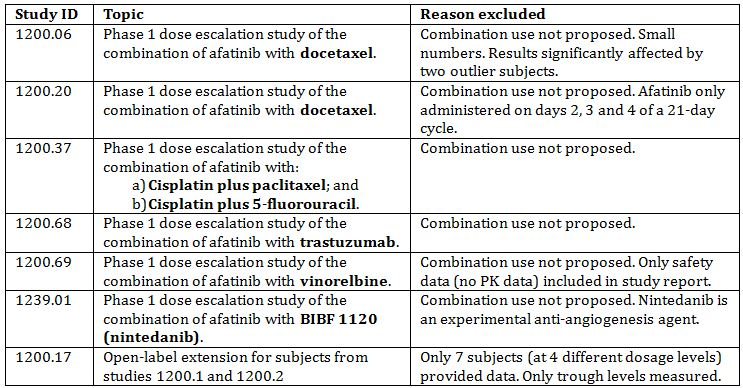 Study ID Topic Reason excluded
1200.06 Phase 1 dose escalation study of the Combination use not proposed. Small
combination of afatinib with docetaxel. numbers. Results significantly affected by
two outlier subjects.
1200.20 Phase 1 dose escalation study of the Combination use not proposed. Afatinib only
combination of afatinib with docetaxel. administered on days 2, 3 and 4 of a 21-day
cycle.
1200.37 Phase 1 dose escalation study of the Combination use not proposed.
combination of afatinib with:
a) Cisplatin plus paclitaxel; and
b) Cisplatin plus 5-fluorouracil.
1200.68 Phase 1 dose escalation study of the Combination use not proposed.
combination of afatinib with trastuzumab.
1200.69 Phase 1 dose escalation study of the Combination use not proposed. Only safety
combination of afatinib with vinorelbine. data (no PK data) included in study report.
1239.01 Phase 1 dose escalation study of the Combination use not proposed. Nintedanib is
combination of afatinib with BIBF 1120 an experimental anti-angiogenesis agent.
(nintedanib).
1200.17 Open-label extension for subjects from Only 7 subjects (at 4 different dosage levels)
studies 1200.1 and 1200.2 provided data. Only trough levels measured.